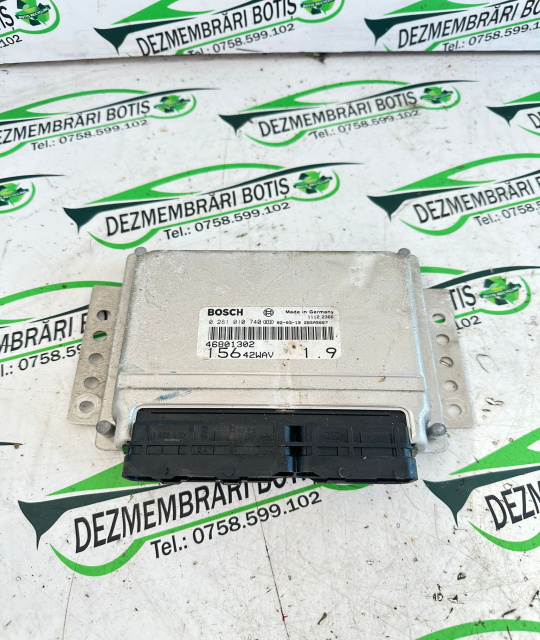 DEZMEMBRĂRI BOTIȘ
Tel.: 0758.599.102
DEZMEMBRĂRI BOTIȘ
Tel.: 0758.599.102
DEZMEMBRĂRI BOTIȘ
Tel.: 0758.599.102
DEZMEMBRĂRI BOTIȘ
Tel.: 0758.599.102
DEZMEMBRĂRI BOTIȘ
Tel.: 0758.599.102
BOSCH
Made in Germany
0 281 010 740
1112 2366
46801302
156 42WAV 1.9
DEZMEMBRĂRI BOTIȘ
Tel.: 0758.599.102